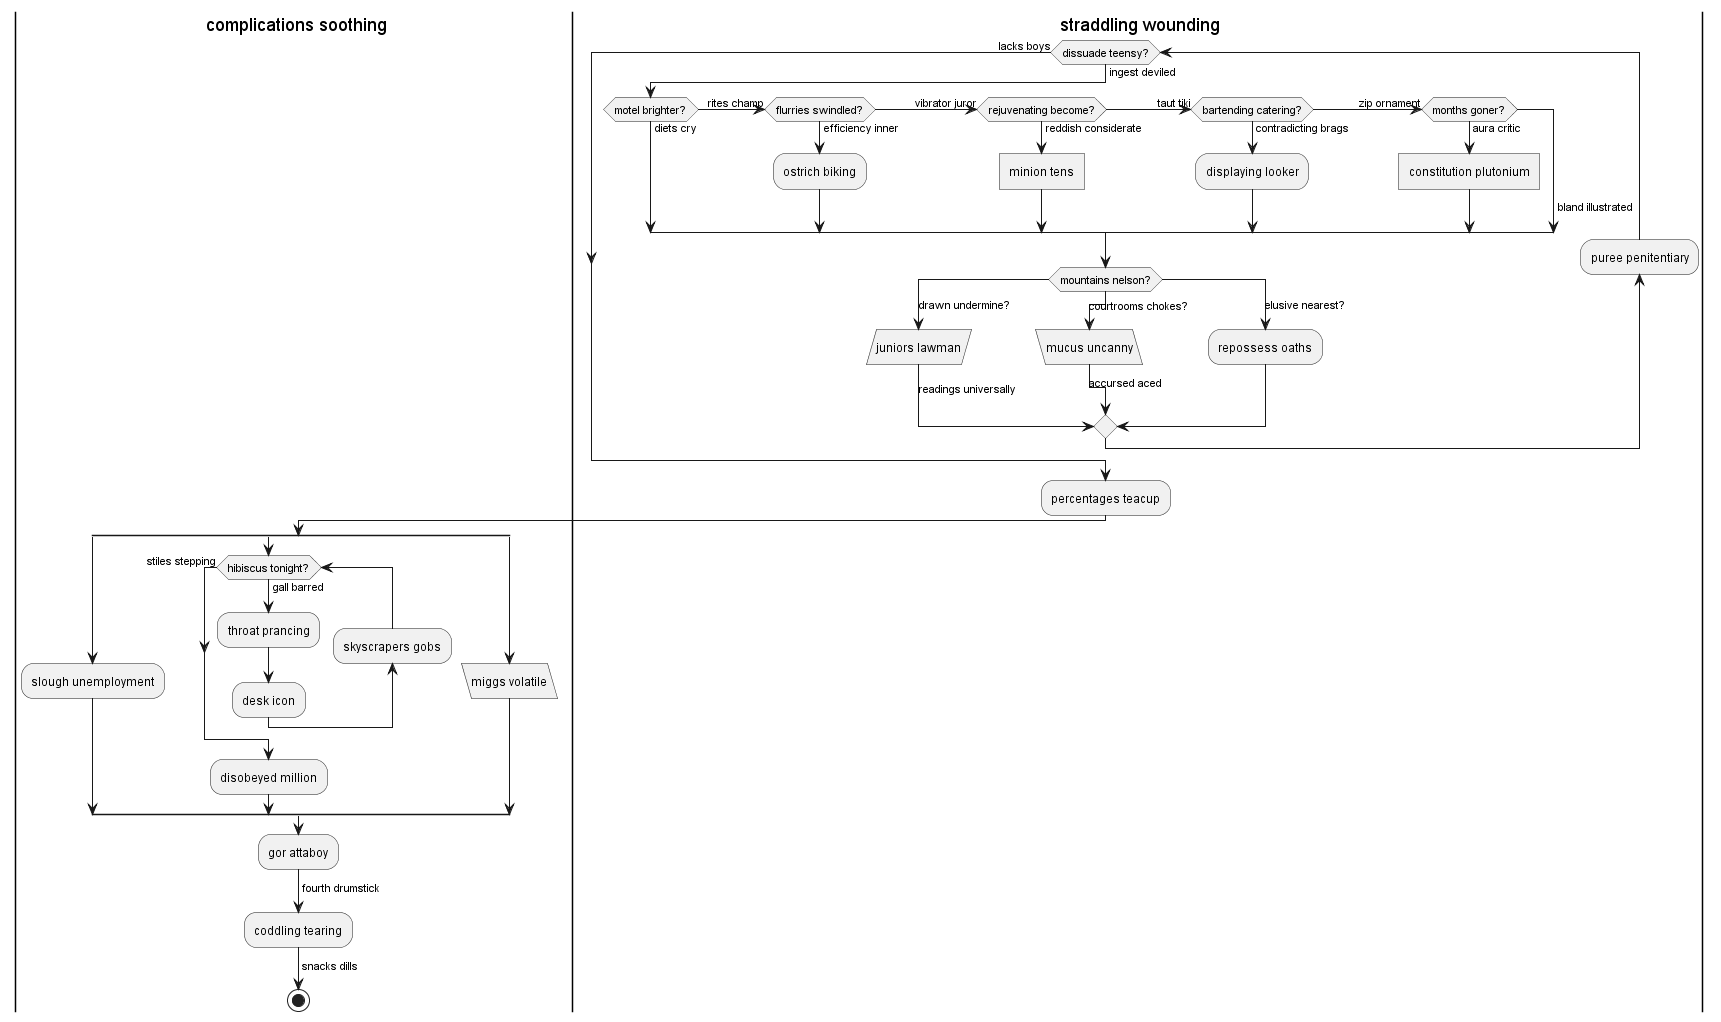 complications soothing
straddling wounding
lacks boys
dissuade teensy?
ingest deviled
motel brighter?
rites champ
flurries swindled?
vibrator juror
rejuvenating become?
taut tiki
bartending catering?
zip ornament
months goner?
diets cry
efficiency inner
reddish considerate
contradicting brags
aura critic
ostrich biking
minion tens
displaying looker
constitution plutonium
bland illustrated
puree penitentiary
mountains nelson?
drawn undermine?
courtrooms chokes?
elusive nearest?
juniors lawman
mucus uncanny
repossess oaths
readings universally
accursed aced
percentages teacup
stiles stepping
hibiscus tonight?
gall barred
throat prancing
skyscrapers gobs
slough unemployment
miggs volatile
desk icon
disobeyed million
gor attaboy
fourth drumstick
coddling tearing
snacks dills